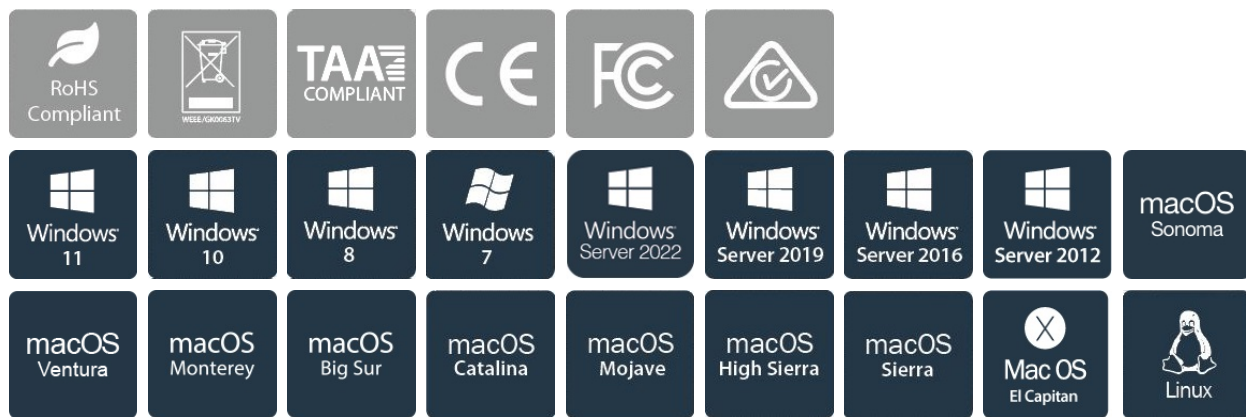 RoHS
Compliant
WEEE/GK0063TV
TAA
COMPLIANT
CE
FC
Windows
11
Windows
10
Windows
8
Windows
7
Windows
Server 2022
Windows
Server 2019
Windows
Server 2016
Windows
Server 2012
macOS
Sonoma
macOS
Ventura
macOS
Monterey
macOS
Big Sur
macOS
Catalina
macOS
Mojave
macOS
High Sierra
macOS
Sierra
X
Mac OS
El Capitan
Linux